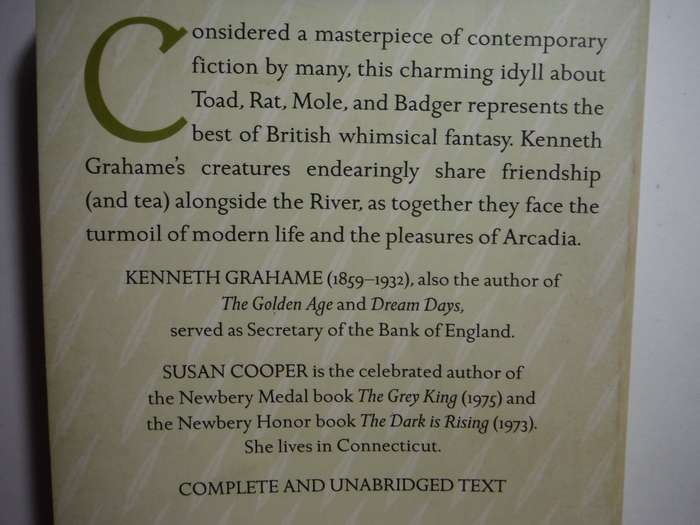 Considered a masterpiece of contemporary
fiction by many, this charming idyll about
Toad, Rat, Mole, and Badger represents the
best of British whimsical fantasy. Kenneth
Grahame's creatures endearingly share friendship
(and tea) alongside the River, as together they face the
turmoil of modern life and the pleasures of Arcadia.
KENNETH GRAHAME (1859–1932), also the author of
The Golden Age and Dream Days,
served as Secretary of the Bank of England.
SUSAN COOPER is the celebrated author of
the Newbery Medal book The Grey King (1975) and
the Newbery Honor book The Dark is Rising (1973).
She lives in Connecticut.
COMPLETE AND UNABRIDGED TEXT